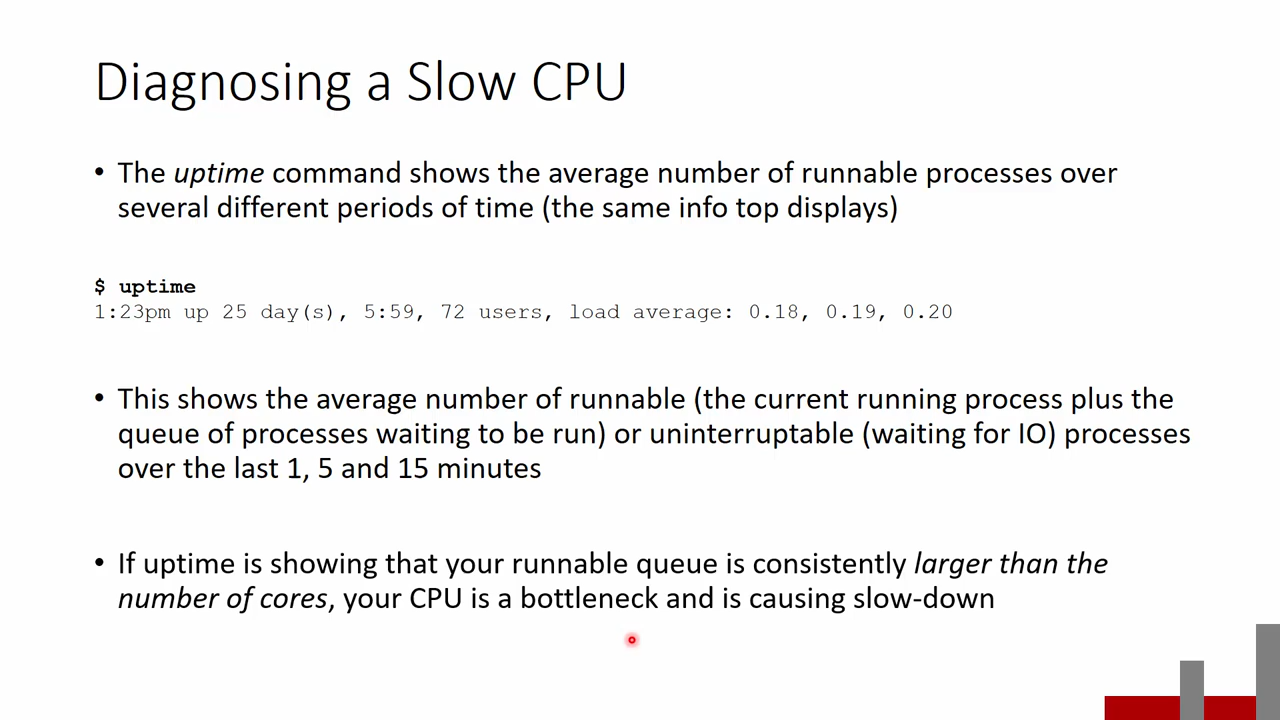 Diagnosing a Slow CPU
• The uptime command shows the average number of runnable processes over
several different periods of time (the same info top displays)
$ uptime
1:23pm up 25 day(s), 5:59, 72 users, load average: 0.18, 0.19, 0.20
• This shows the average number of runnable (the current running process plus the
queue of processes waiting to be run) or uninterruptable (waiting for IO) processes
over the last 1, 5 and 15 minutes
• If uptime is showing that your runnable queue is consistently larger than the
number of cores, your CPU is a bottleneck and is causing slow-down